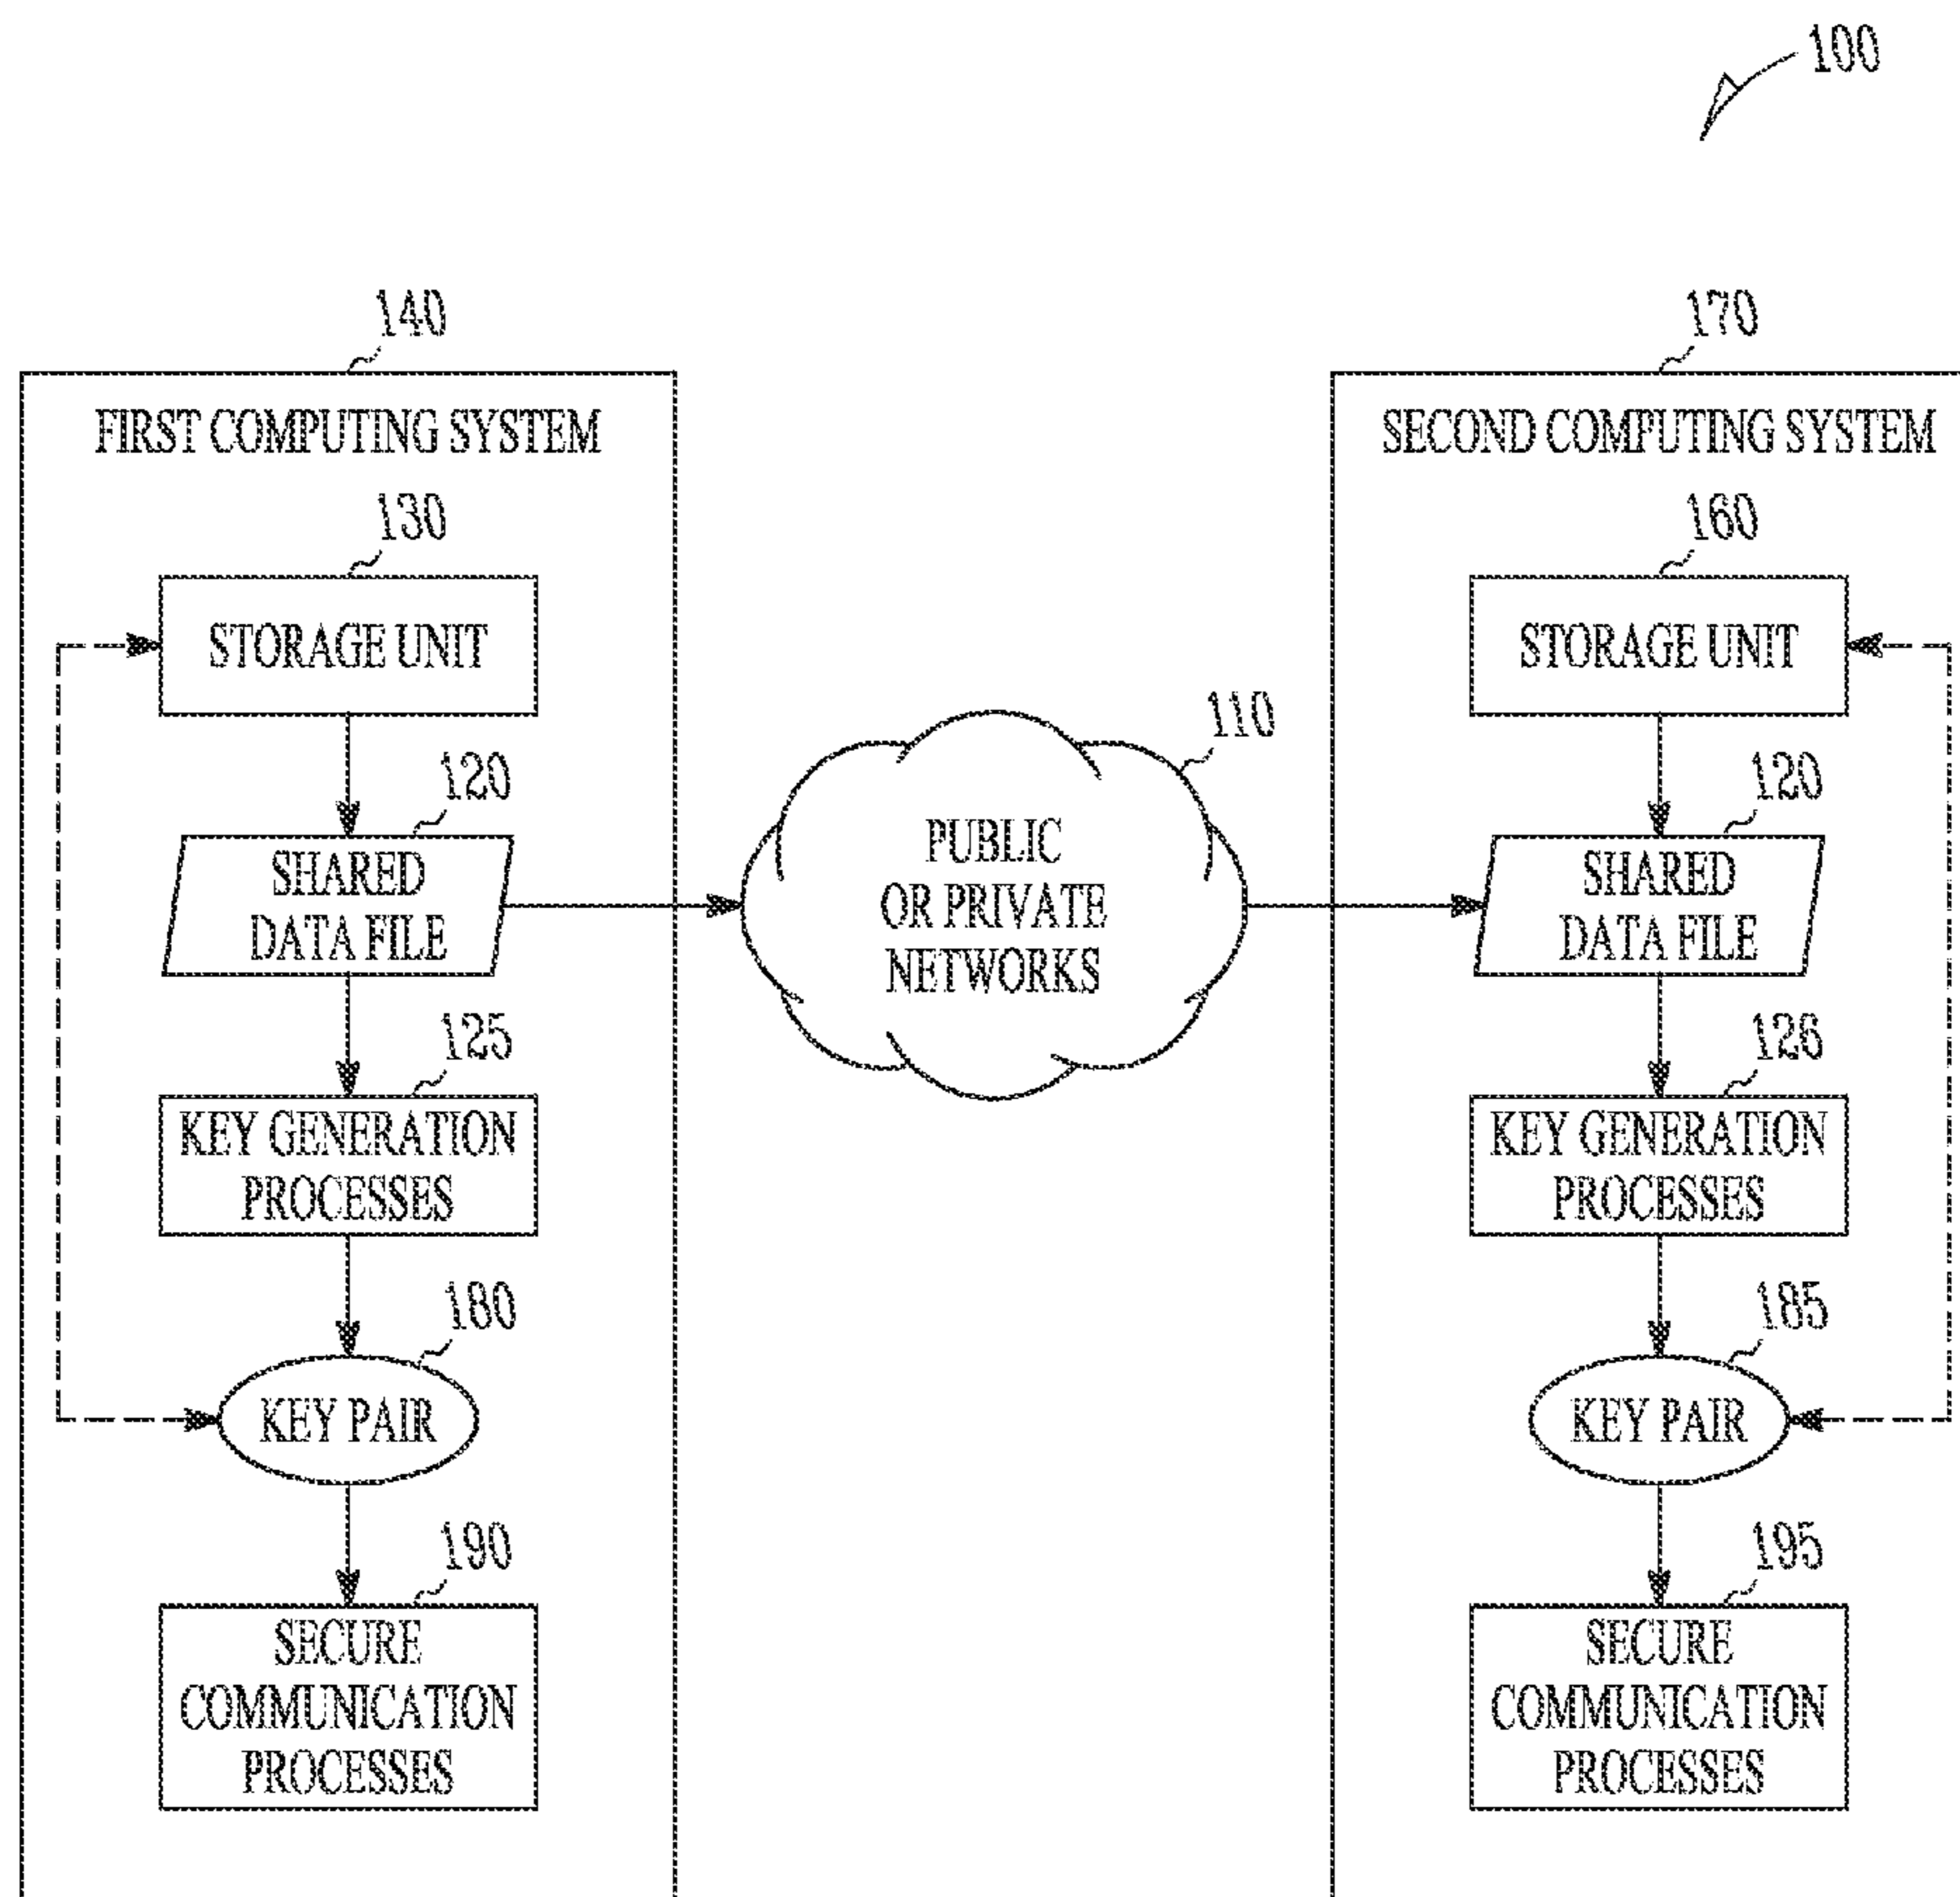 100
140
FIRST COMPUTING SYSTEM
130
STORAGE UNIT
120
SHARED
DATA FILE
125
KEY GENERATION
PROCESSES
180
KEY PAIR
190
SECURE
COMMUNICATION
PROCESSES
110
PUBLIC
OR PRIVATE
NETWORKS
170
SECOND COMPUTING SYSTEM
160
STORAGE UNIT
120
SHARED
DATA FILE
126
KEY GENERATION
PROCESSES
185
KEY PAIR
195
SECURE
COMMUNICATION
PROCESSES